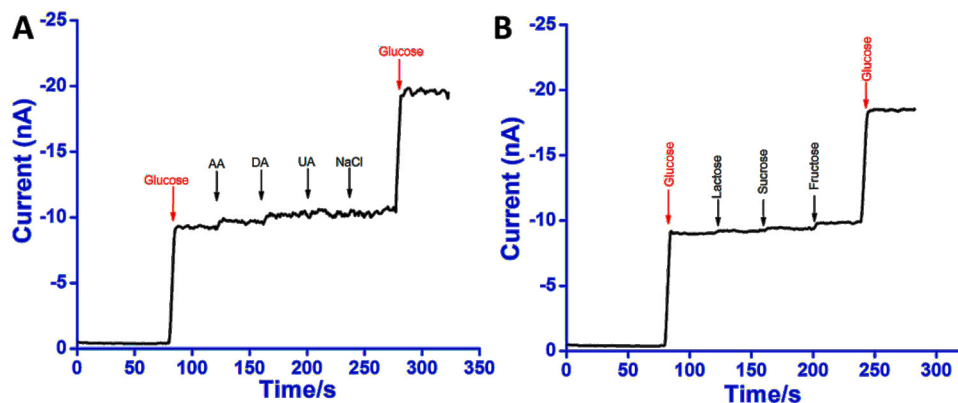 A
Current (nA)
-25
-20
-15
-10
-5
0
Glucose
AA
DA
UA
NaCl
Glucose
0
50
100
150
200
250
300
350
Time/s
B
Current (nA)
-25
-20
-15
-10
-5
0
Glucose
Lactose
Sucrose
Fructose
Glucose
0
50
100
150
200
250
300
Time/s